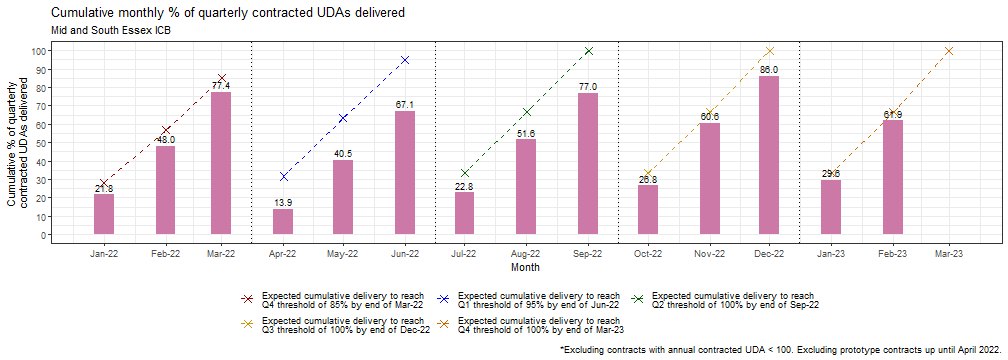 Cumulative monthly % of quarterly contracted UDAs delivered
Mid and South Essex ICB
Cumulative % of quarterly
contracted UDAs delivered
100
90
80
70
60
50
40
30
20
10
0
21.8
48.0
77.4
13.9
40.5
67.1
22.8
51.6
77.0
26.8
60.6
86.0
29.6
61.9
Jan-22
Feb-22
Mar-22
Apr-22
May-22
Jun-22
Jul-22
Aug-22
Sep-22
Oct-22
Nov-22
Dec-22
Jan-23
Feb-23
Mar-23
Month
Expected cumulative delivery to reach
Q4 threshold of 85% by end of Mar-22
Expected cumulative delivery to reach
Q1 threshold of 95% by end of Jun-22
Expected cumulative delivery to reach
Q2 threshold of 100% by end of Sep-22
Expected cumulative delivery to reach
Q3 threshold of 100% by end of Dec-22
Expected cumulative delivery to reach
Q4 threshold of 100% by end of Mar-23
*Excluding contracts with annual contracted UDA < 100. Excluding prototype contracts up until April 2022.